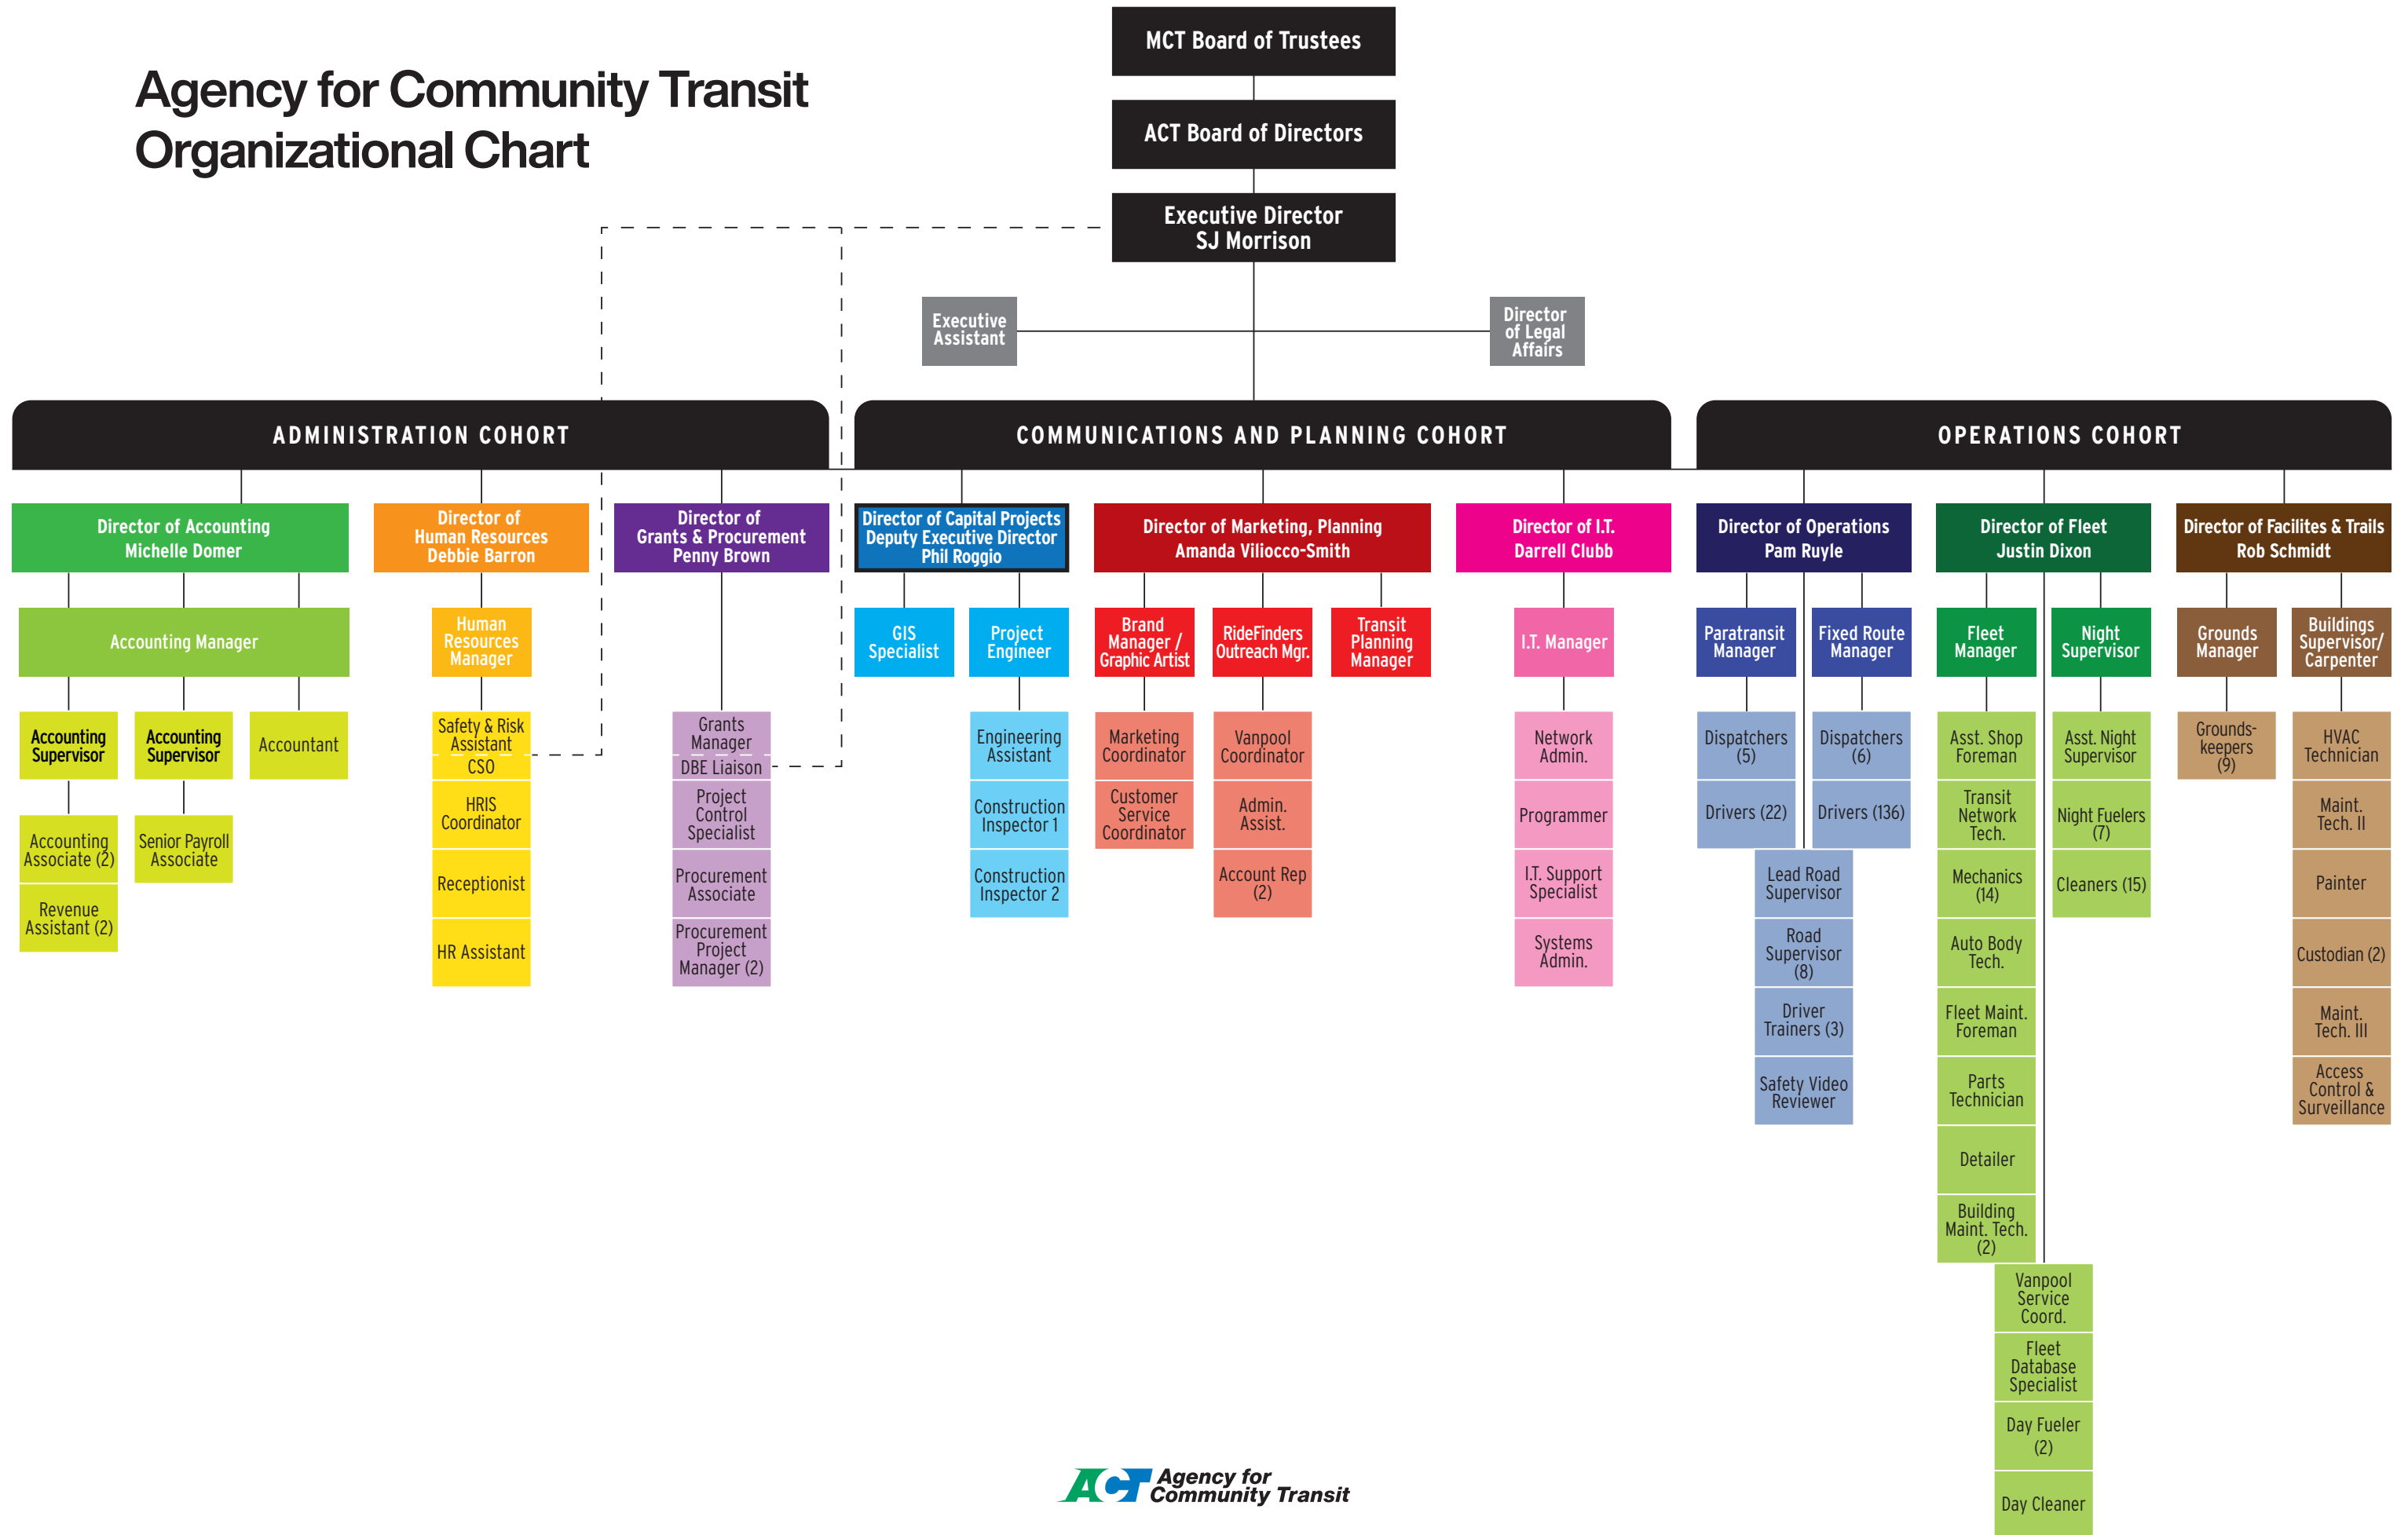 Agency for Community Transit
Organizational Chart
MCT Board of Trustees
ACT Board of Directors
Executive Director
SJ Morrison
Executive
Assistant
Director
of Legal
Affairs
ADMINISTRATION COHORT
COMMUNICATIONS AND PLANNING COHORT
OPERATIONS COHORT
Director of Accounting
Michelle Domer
Director of
Human Resources
Debbie Barron
Director of
Grants & Procurement
Penny Brown
Director of Capital Projects
Deputy Executive Director
Phil Roggio
Director of Marketing, Planning
Amanda Viliocco-Smith
Director of I.T.
Darrell Clubb
Director of Operations
Pam Ruyle
Director of Fleet
Justin Dixon
Director of Facilites & Trails
Rob Schmidt
Accounting Manager
Human
Resources
Manager
GIS
Specialist
Project
Engineer
Brand
Manager /
Graphic Artist
RideFinders
Outreach Mgr.
Transit
Planning
Manager
I.T. Manager
Paratransit
Manager
Fixed Route
Manager
Fleet
Manager
Night
Supervisor
Grounds
Manager
Buildings
Supervisor/
Carpenter
Accounting
Supervisor
Accounting
Supervisor
Accountant
Accounting
Associate (2)
Revenue
Assistant (2)
Senior Payroll
Associate
Safety & Risk
Assistant
CSO
HRIS
Coordinator
Receptionist
HR Assistant
Grants
Manager
DBE Liaison
Project
Control
Specialist
Procurement
Associate
Procurement
Project
Manager (2)
Engineering
Assistant
Construction
Inspector 1
Construction
Inspector 2
Marketing
Coordinator
Customer
Service
Coordinator
Vanpool
Coordinator
Admin.
Assist.
Account Rep
(2)
Network
Admin.
Programmer
I.T. Support
Specialist
Systems
Admin.
Dispatchers
(5)
Drivers (22)
Dispatchers
(6)
Drivers (136)
Lead Road
Supervisor
Road
Supervisor
(8)
Driver
Trainers (3)
Safety Video
Reviewer
Asst. Shop
Foreman
Transit
Network
Tech.
Mechanics
(14)
Auto Body
Tech.
Fleet Maint.
Foreman
Parts
Technician
Detailer
Building
Maint. Tech.
(2)
Asst. Night
Supervisor
Night Fuelers
(7)
Cleaners (15)
Vanpool
Service
Coord.
Fleet
Database
Specialist
Day Fueler
(2)
Day Cleaner
Grounds-
keepers
(9)
HVAC
Technician
Maint.
Tech. II
Painter
Custodian (2)
Maint.
Tech. III
Access
Control &
Surveillance
ACT Agency for
Community Transit